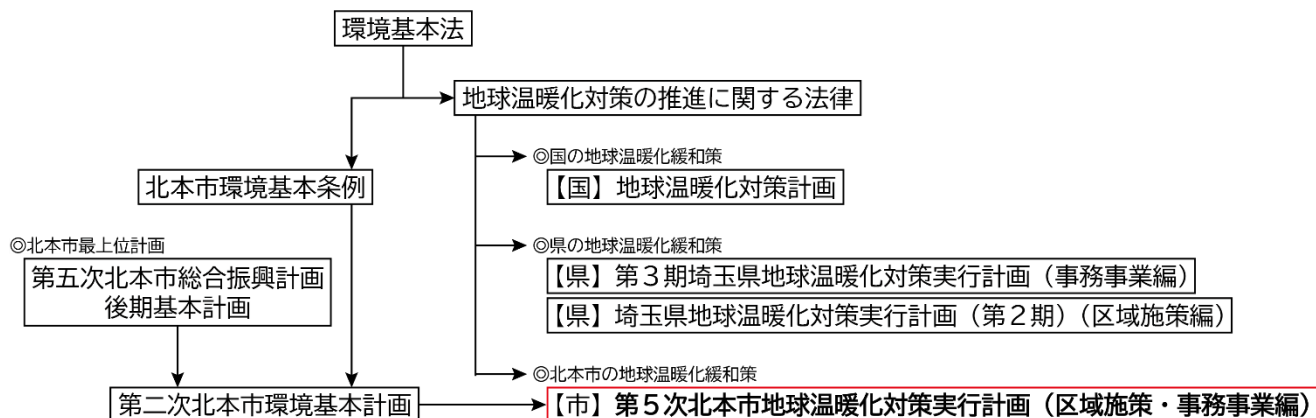 環境基本法
地球温暖化対策の推進に関する法律
◎国の地球温暖化緩和策
北本市環境基本条例
【国】地球温暖化対策計画
◎北本市最上位計画
◎県の地球温暖化緩和策
第五次北本市総合振興計画
後期基本計画
【県】第３期埼玉県地球温暖化対策実行計画（事務事業編）
【県】埼玉県地球温暖化対策実行計画（第２期）（区域施策編）
◎北本市の地球温暖化緩和策
第二次北本市環境基本計画
【市】第５次北本市地球温暖化対策実行計画（区域施策・事務事業編）